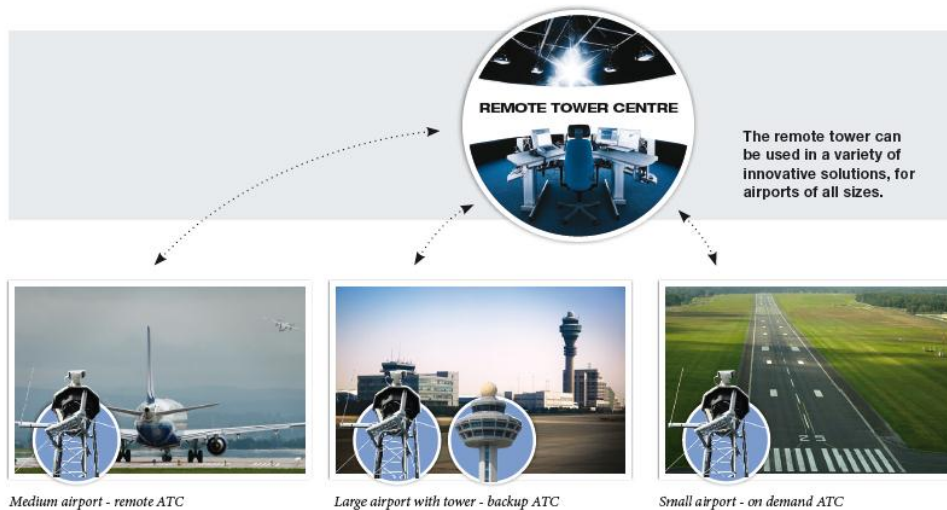 REMOTE TOWER CENTRE
The remote tower can
be used in a variety of
innovative solutions, for
airports of all sizes.
Medium airport - remote ATC
Large airport with tower - backup ATC
Small airport - on demand ATC